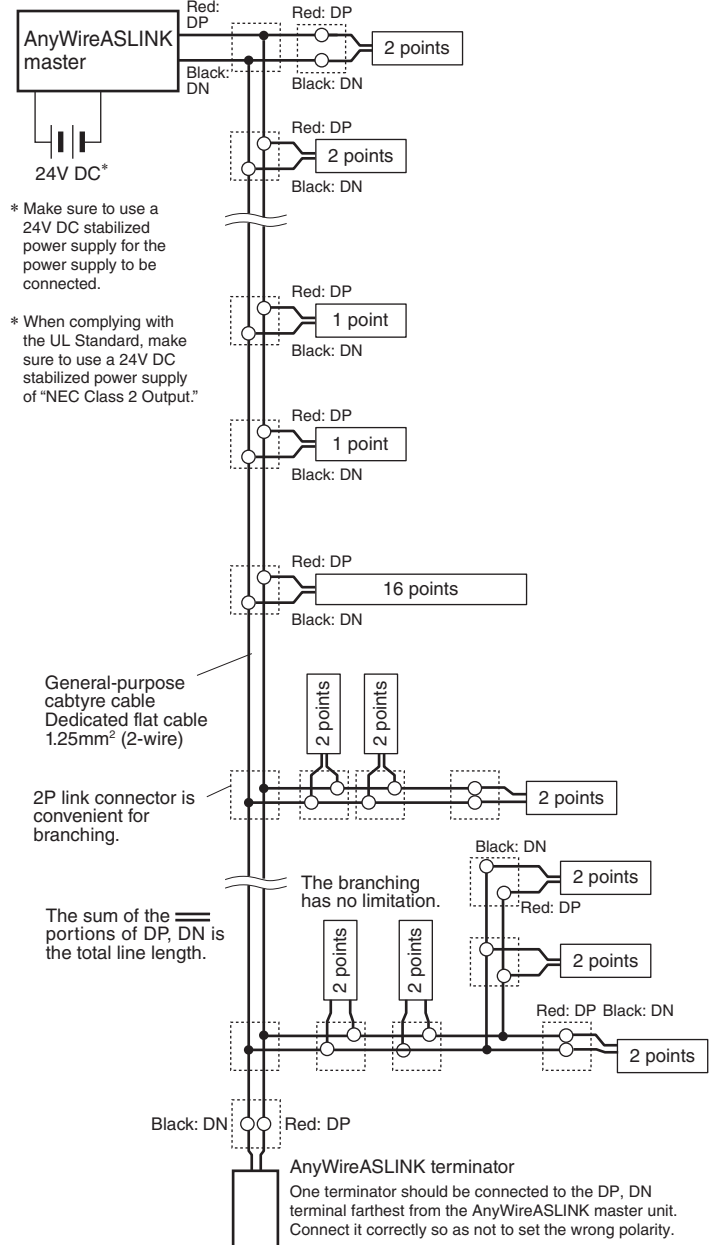 Red:
DP
Red: DP
AnyWireASLINK
master
2 points
Black:
DN
Black: DN
24V DC*
Red: DP
2 points
Black: DN
* Make sure to use a
24V DC stabilized
power supply for the
power supply to be
connected.
* When complying with
the UL Standard, make
sure to use a 24V DC
stabilized power supply
of “NEC Class 2 Output.”
Red: DP
1 point
Black: DN
Red: DP
1 point
Black: DN
Red: DP
16 points
Black: DN
General-purpose
cabtyre cable
Dedicated flat cable
1.25mm² (2-wire)
2 points
2 points
2P link connector is
convenient for
branching.
2 points
The branching
has no limitation.
Black: DN
2 points
Red: DP
The sum of the
portions of DP, DN is
the total line length.
2 points
2 points
2 points
Red: DP Black: DN
2 points
Black: DN
Red: DP
AnyWireASLINK terminator
One terminator should be connected to the DP, DN
terminal farthest from the AnyWireASLINK master unit.
Connect it correctly so as not to set the wrong polarity.